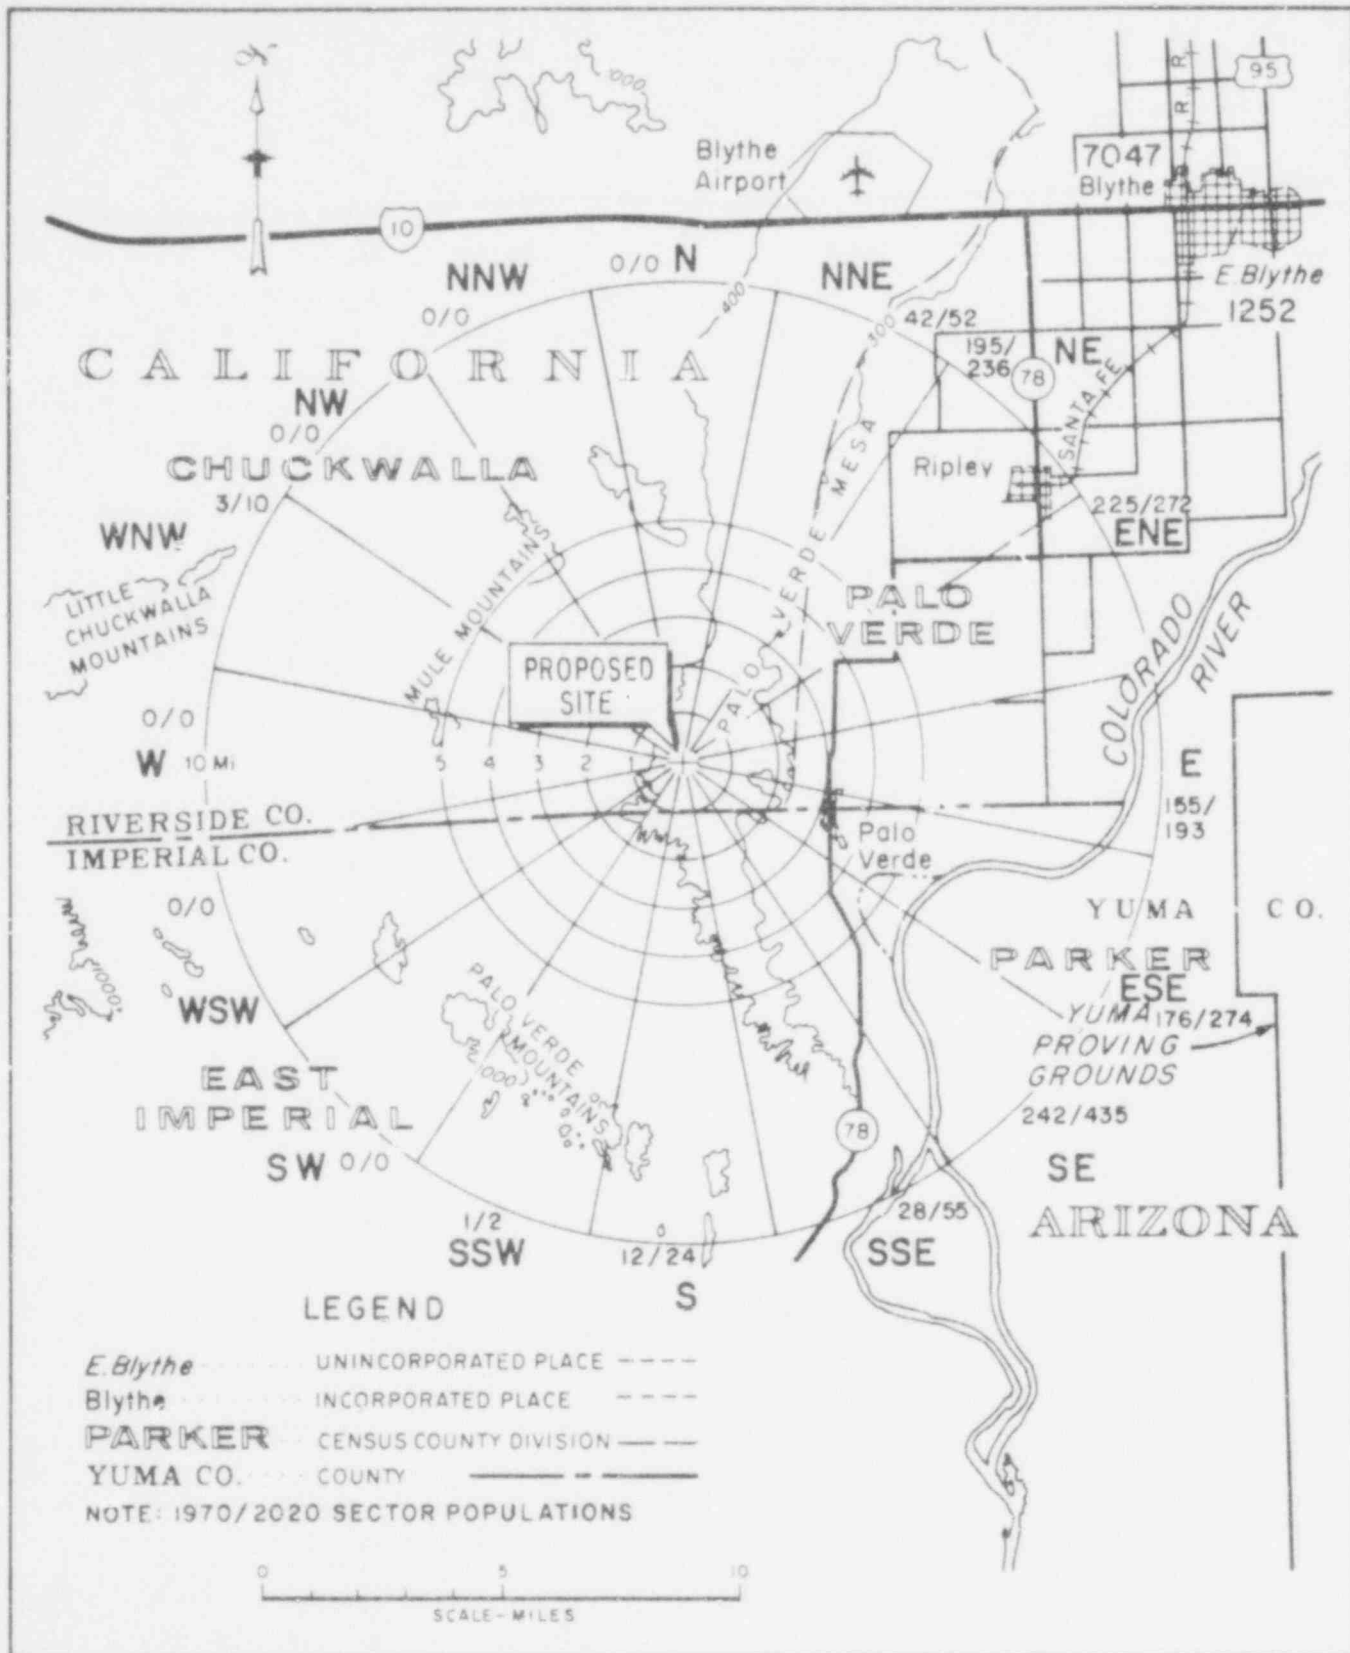 N
1000
95
R
R
Blythe
Airport
7047
Blythe
10
N
0/0
NNW
NNE
E. Blythe
0/0
400
1252
42/52
300
CALIFORNIA
195/
236
NE
78
NW
SANTA FE
0/0
CHUCKWALLA
Ripley
3/10
225/272
WNW
ENE
MULE MOUNTAINS
PALO VERDE MESA
LITTLE
CHUCKWALLA
MOUNTAINS
PALO
VERDE
COLORADO
RIVER
PROPOSED
SITE
0/0
W 10 Mi
5 4 3 2 1
E
155/
193
RIVERSIDE CO.
IMPERIAL CO.
Palo
Verde
0/0
YUMA CO.
PARKER
1000
WSW
ESE
PALO VERDE
MOUNTAINS
1000
YUMA
176/274
PROVING
GROUNDS
EAST
IMPERIAL
242/435
78
SW 0/0
SE
28/55
ARIZONA
1/2
SSW
12/24
SSE
S
LEGEND
E. Blythe UNINCORPORATED PLACE
Blythe INCORPORATED PLACE
PARKER CENSUS COUNTY DIVISION
YUMA CO. COUNTY
NOTE: 1970/2020 SECTOR POPULATIONS
0 5 10
SCALE-MILES